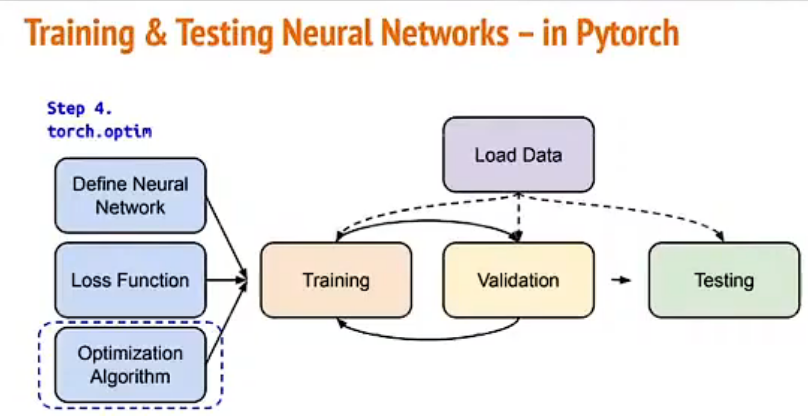 Training & Testing Neural Networks – in Pytorch
Step 4.
torch.optim
Define Neural
Network
Loss Function
Optimization
Algorithm
Load Data
Training
Validation
Testing